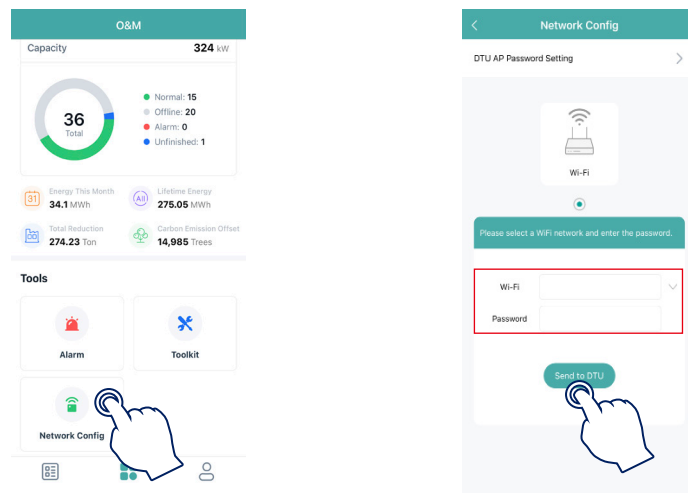 O&M
Capacity 324 kW
36
Total
Normal: 15
Offline: 20
Alarm: 0
Unfinished: 1
31 Energy This Month
34.1 MWh
All Lifetime Energy
275.05 MWh
Total Reduction
274.23 Ton
Carbon Emission Offset
14,985 Trees
Tools
Alarm
Toolkit
Network Config
Network Config
DTU AP Password Setting
Wi-Fi
Please select a WiFi network and enter the password.
Wi-Fi
Password
Send to DTU